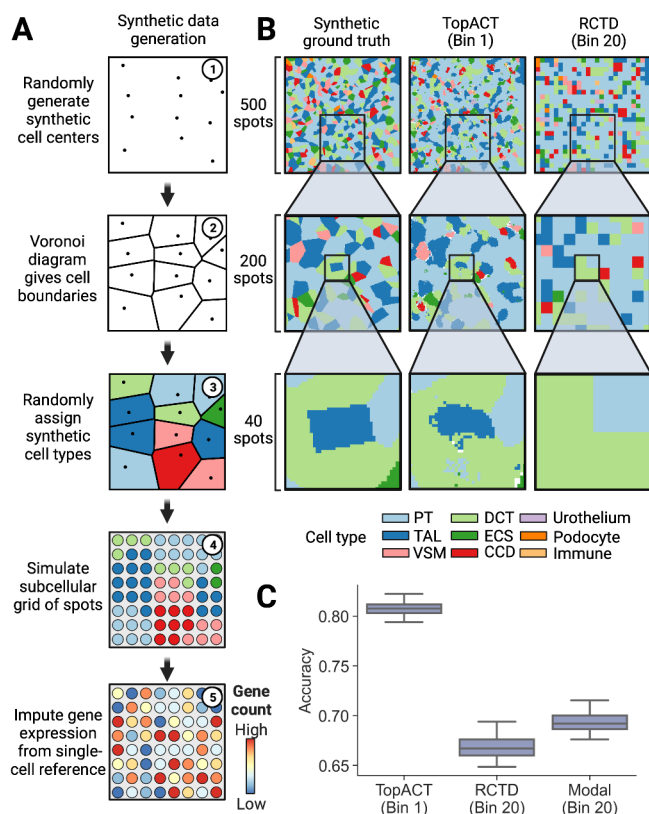 A
Synthetic data
generation
Randomly
generate
synthetic
cell centers
1
Voronoi
diagram
gives cell
boundaries
2
Randomly
assign
synthetic
cell types
3
Simulate
subcellular
grid of spots
4
Impute gene
expression
from single-
cell reference
5
Gene
count
High
Low
B
Synthetic
ground truth
TopACT
(Bin 1)
RCTD
(Bin 20)
500
spots
200
spots
40
spots
Cell type
PT
DCT
Urothelium
TAL
ECS
Podocyte
VSM
CCD
Immune
C
Accuracy
0.80
0.75
0.70
0.65
TopACT
(Bin 1)
RCTD
(Bin 20)
Modal
(Bin 20)